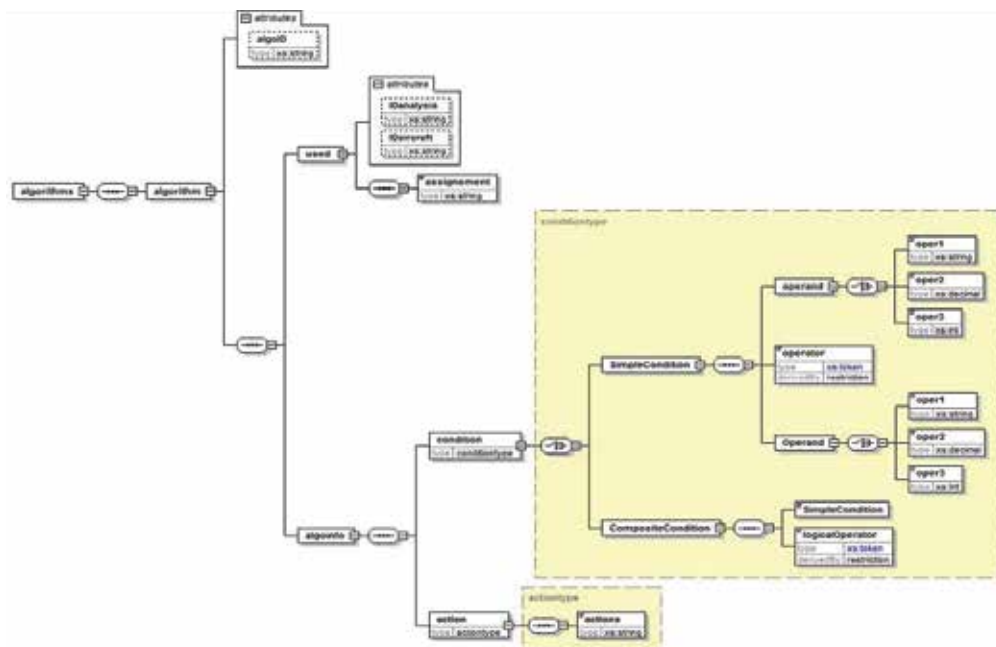 attributes
algoID
type xs:string
attributes
IDanalysis
type xs:string
IDaircraft
type xs:string
used
assignement
type xs:string
algorithms
algorithm
conditiontype
oper1
type xs:string
operand
oper2
type xs:decimal
oper3
type xs:int
operator
type xs:token
derivedBy restriction
SimpleCondition
oper1
type xs:string
Operand
oper2
type xs:decimal
oper3
type xs:int
condition
type conditiontype
SimpleCondition
CompositeCondition
logicalOperator
type xs:token
derivedBy restriction
algoinfo
actiontype
action
type actiontype
actions
type xs:string